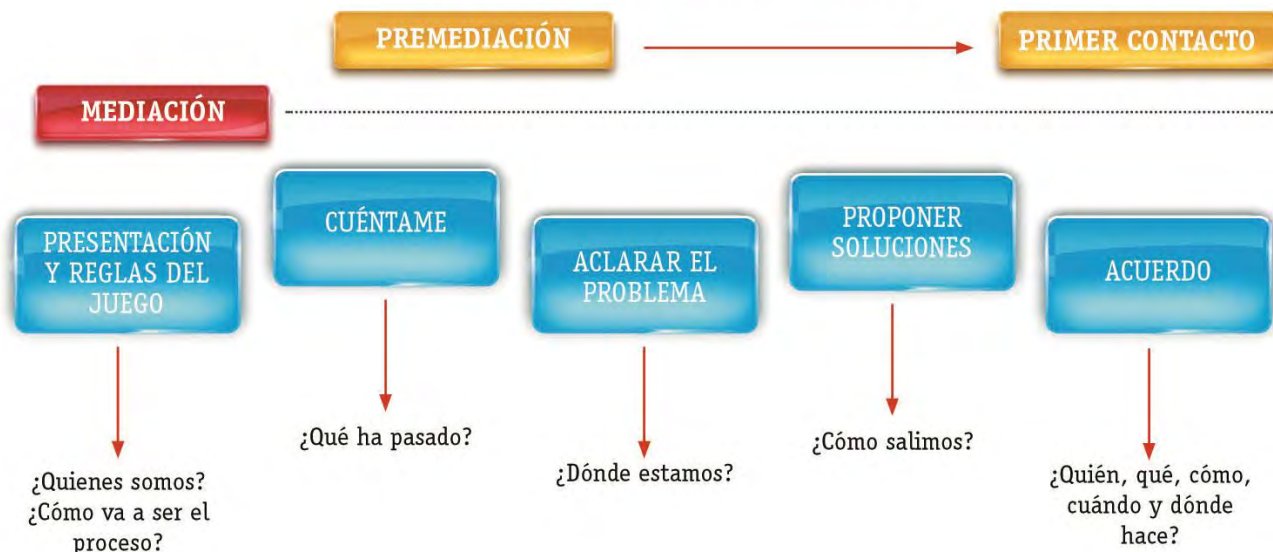 PREMEDIACIÓN
PRIMER CONTACTO
MEDIACIÓN
PRESENTACIÓN
Y REGLAS DEL
JUEGO
CUÉNTAME
ACLARAR EL
PROBLEMA
PROPONER
SOLUCIONES
ACUERDO
¿Quienes somos?
¿Cómo va a ser el
proceso?
¿Qué ha pasado?
¿Dónde estamos?
¿Cómo salimos?
¿Quién, qué, cómo,
cuándo y dónde
hace?